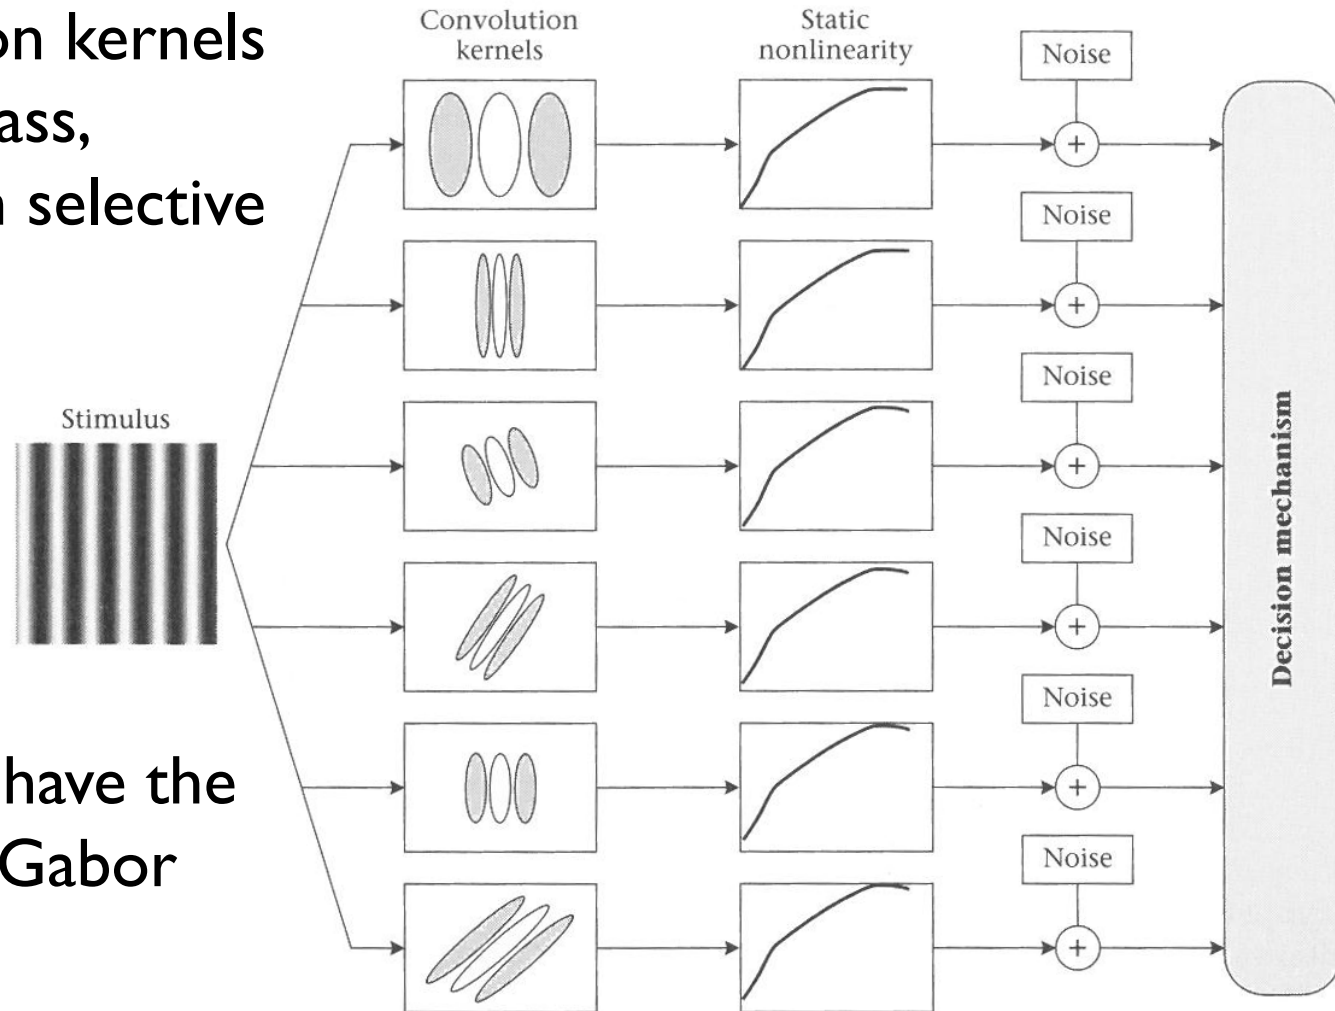 on kernels
ass,
n selective
have the
Gabor
Convolution
kernels
Static
nonlinearity
Noise
Noise
Noise
Noise
Noise
Noise
+
+
+
+
+
+
Stimulus
Decision mechanism